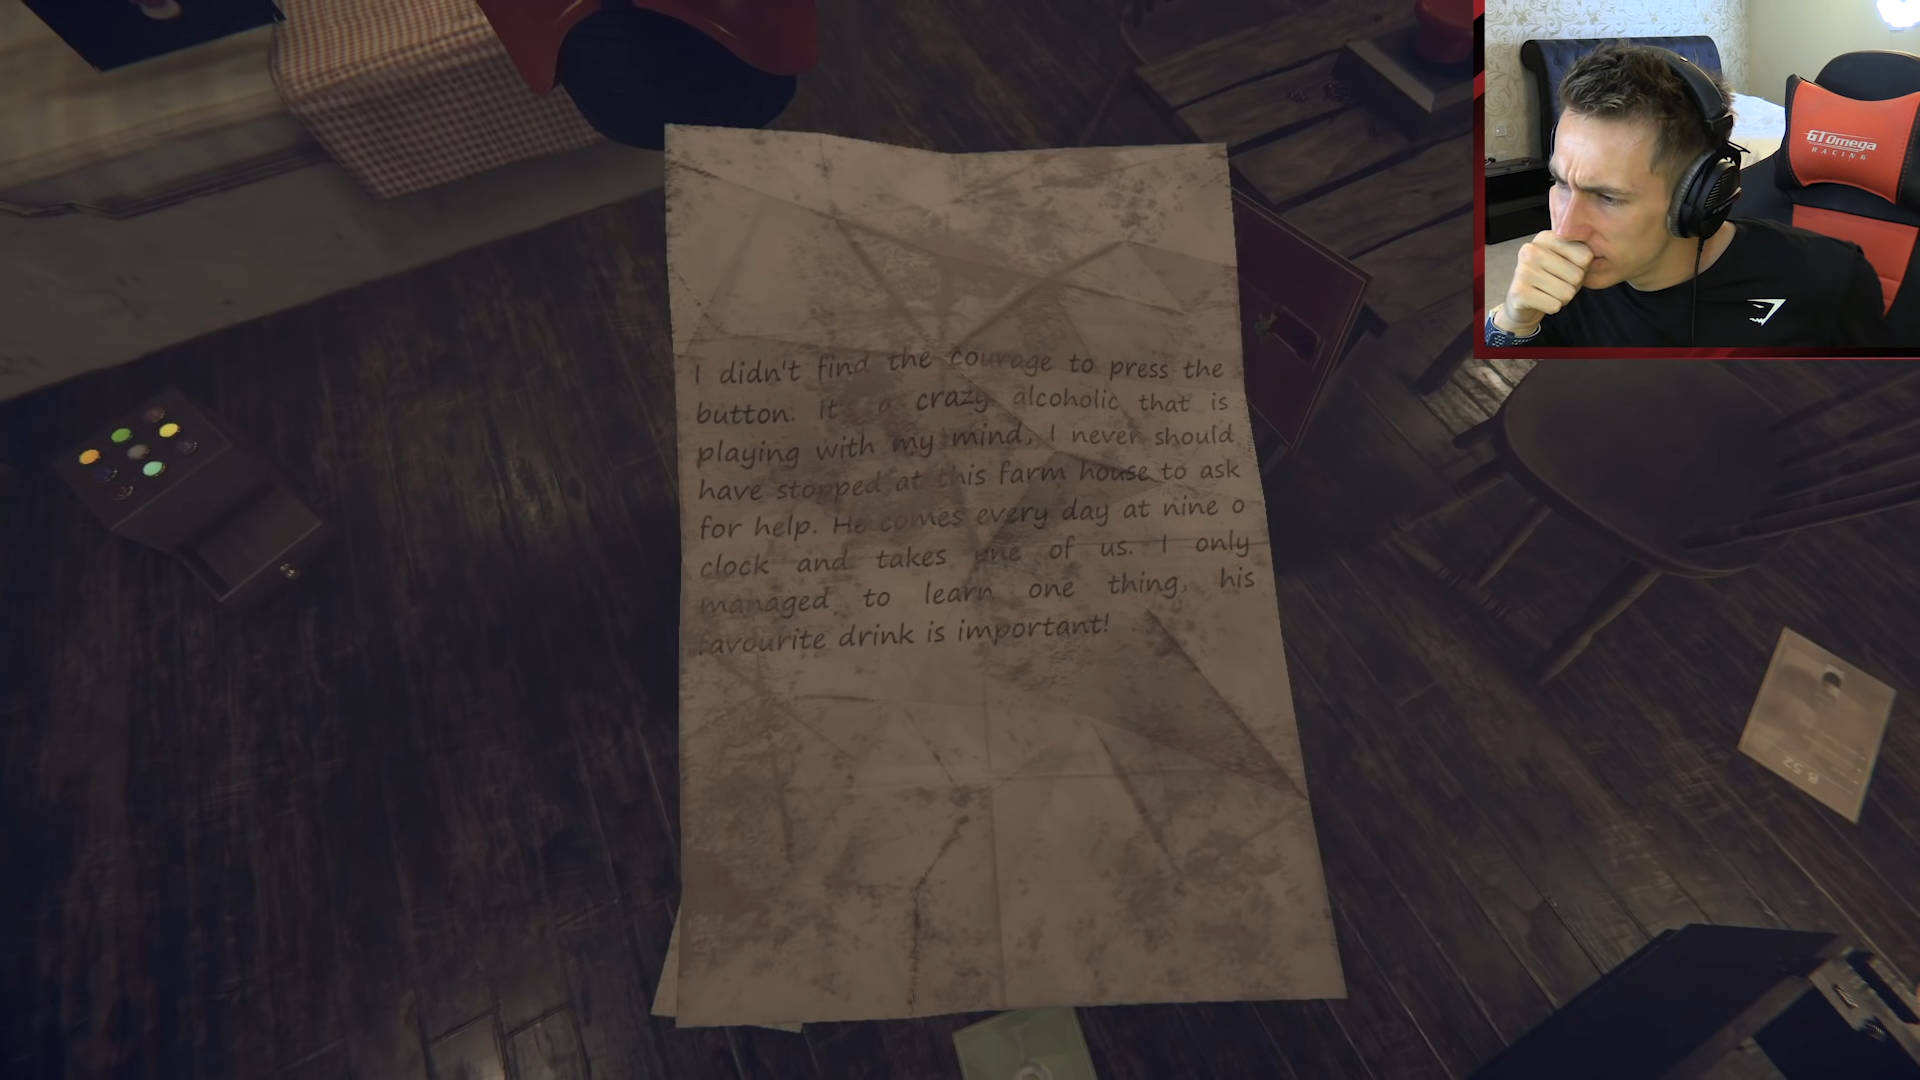 GT Omega
RACING
I didn't find the courage to press the
button. It a crazy alcoholic that is
playing with my mind, I never should
have stopped at this farm house to ask
for help. He comes every day at nine o
clock and takes one of us. I only
managed to learn one thing, his
favourite drink is important!
B 52